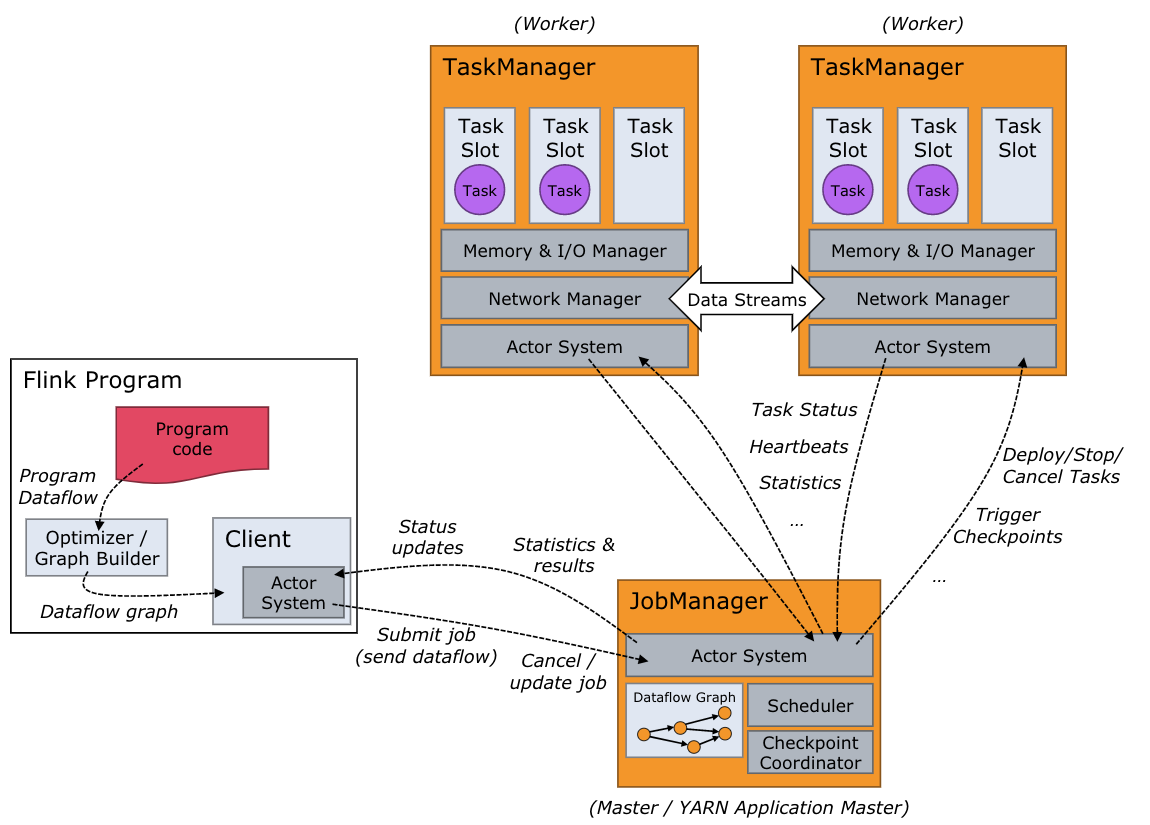 (Worker)
(Worker)
TaskManager
TaskManager
Task
Slot
Task
Task
Slot
Task
Task
Slot
Task
Slot
Task
Task
Slot
Task
Task
Slot
Memory & I/O Manager
Memory & I/O Manager
Network Manager
Data Streams
Network Manager
Actor System
Actor System
Flink Program
Program
code
Program
Dataflow
Optimizer /
Graph Builder
Dataflow graph
Client
Actor
System
Status
updates
Statistics &
results
Submit job
(send dataflow)
Cancel /
update job
Task Status
Heartbeats
Statistics
...
Deploy/Stop/
Cancel Tasks
Trigger
Checkpoints
...
JobManager
Actor System
Dataflow Graph
Scheduler
Checkpoint
Coordinator
(Master / YARN Application Master)